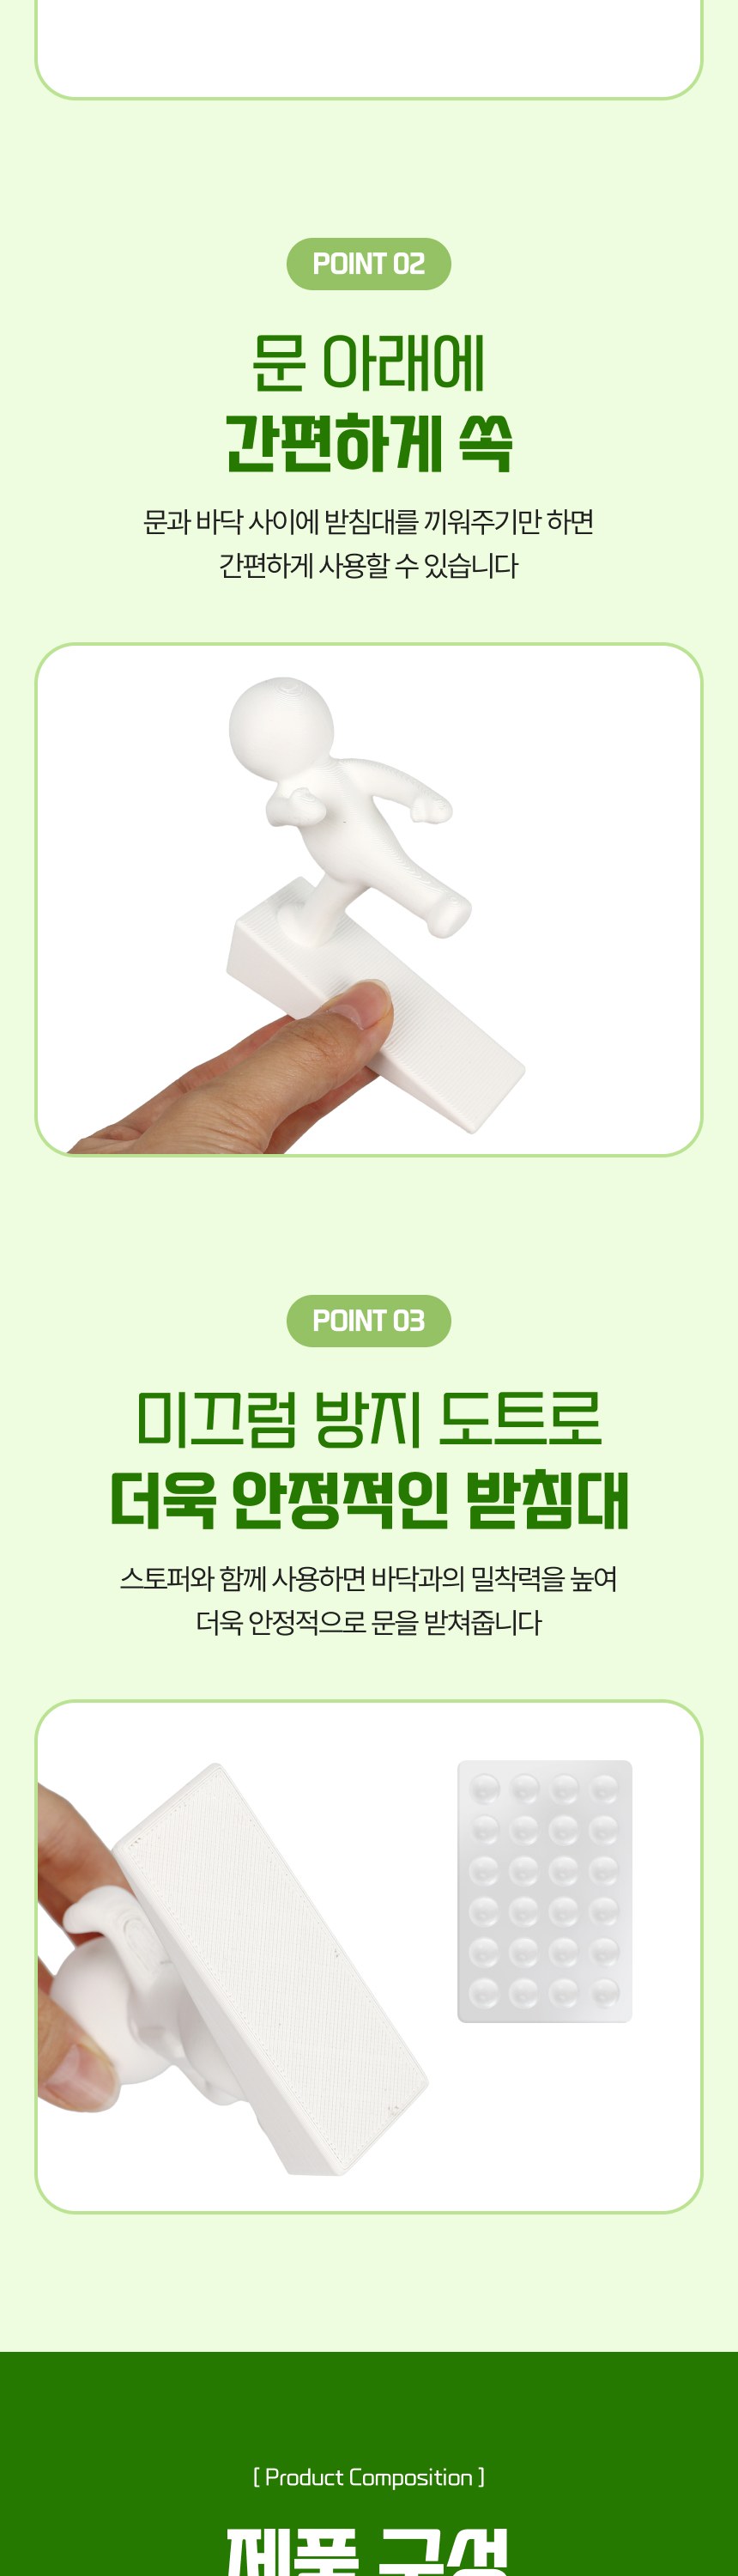 POINT 02
문 아래에
간편하게 쏙
문과 바닥 사이에 받침대를 끼워주기만 하면
간편하게 사용할 수 있습니다
POINT 03
미끄럼 방지 도트로
더욱 안정적인 받침대
스토퍼와 함께 사용하면 바닥과의 밀착력을 높여
더욱 안정적으로 문을 받쳐줍니다
[ Product Composition ]
제품 구성